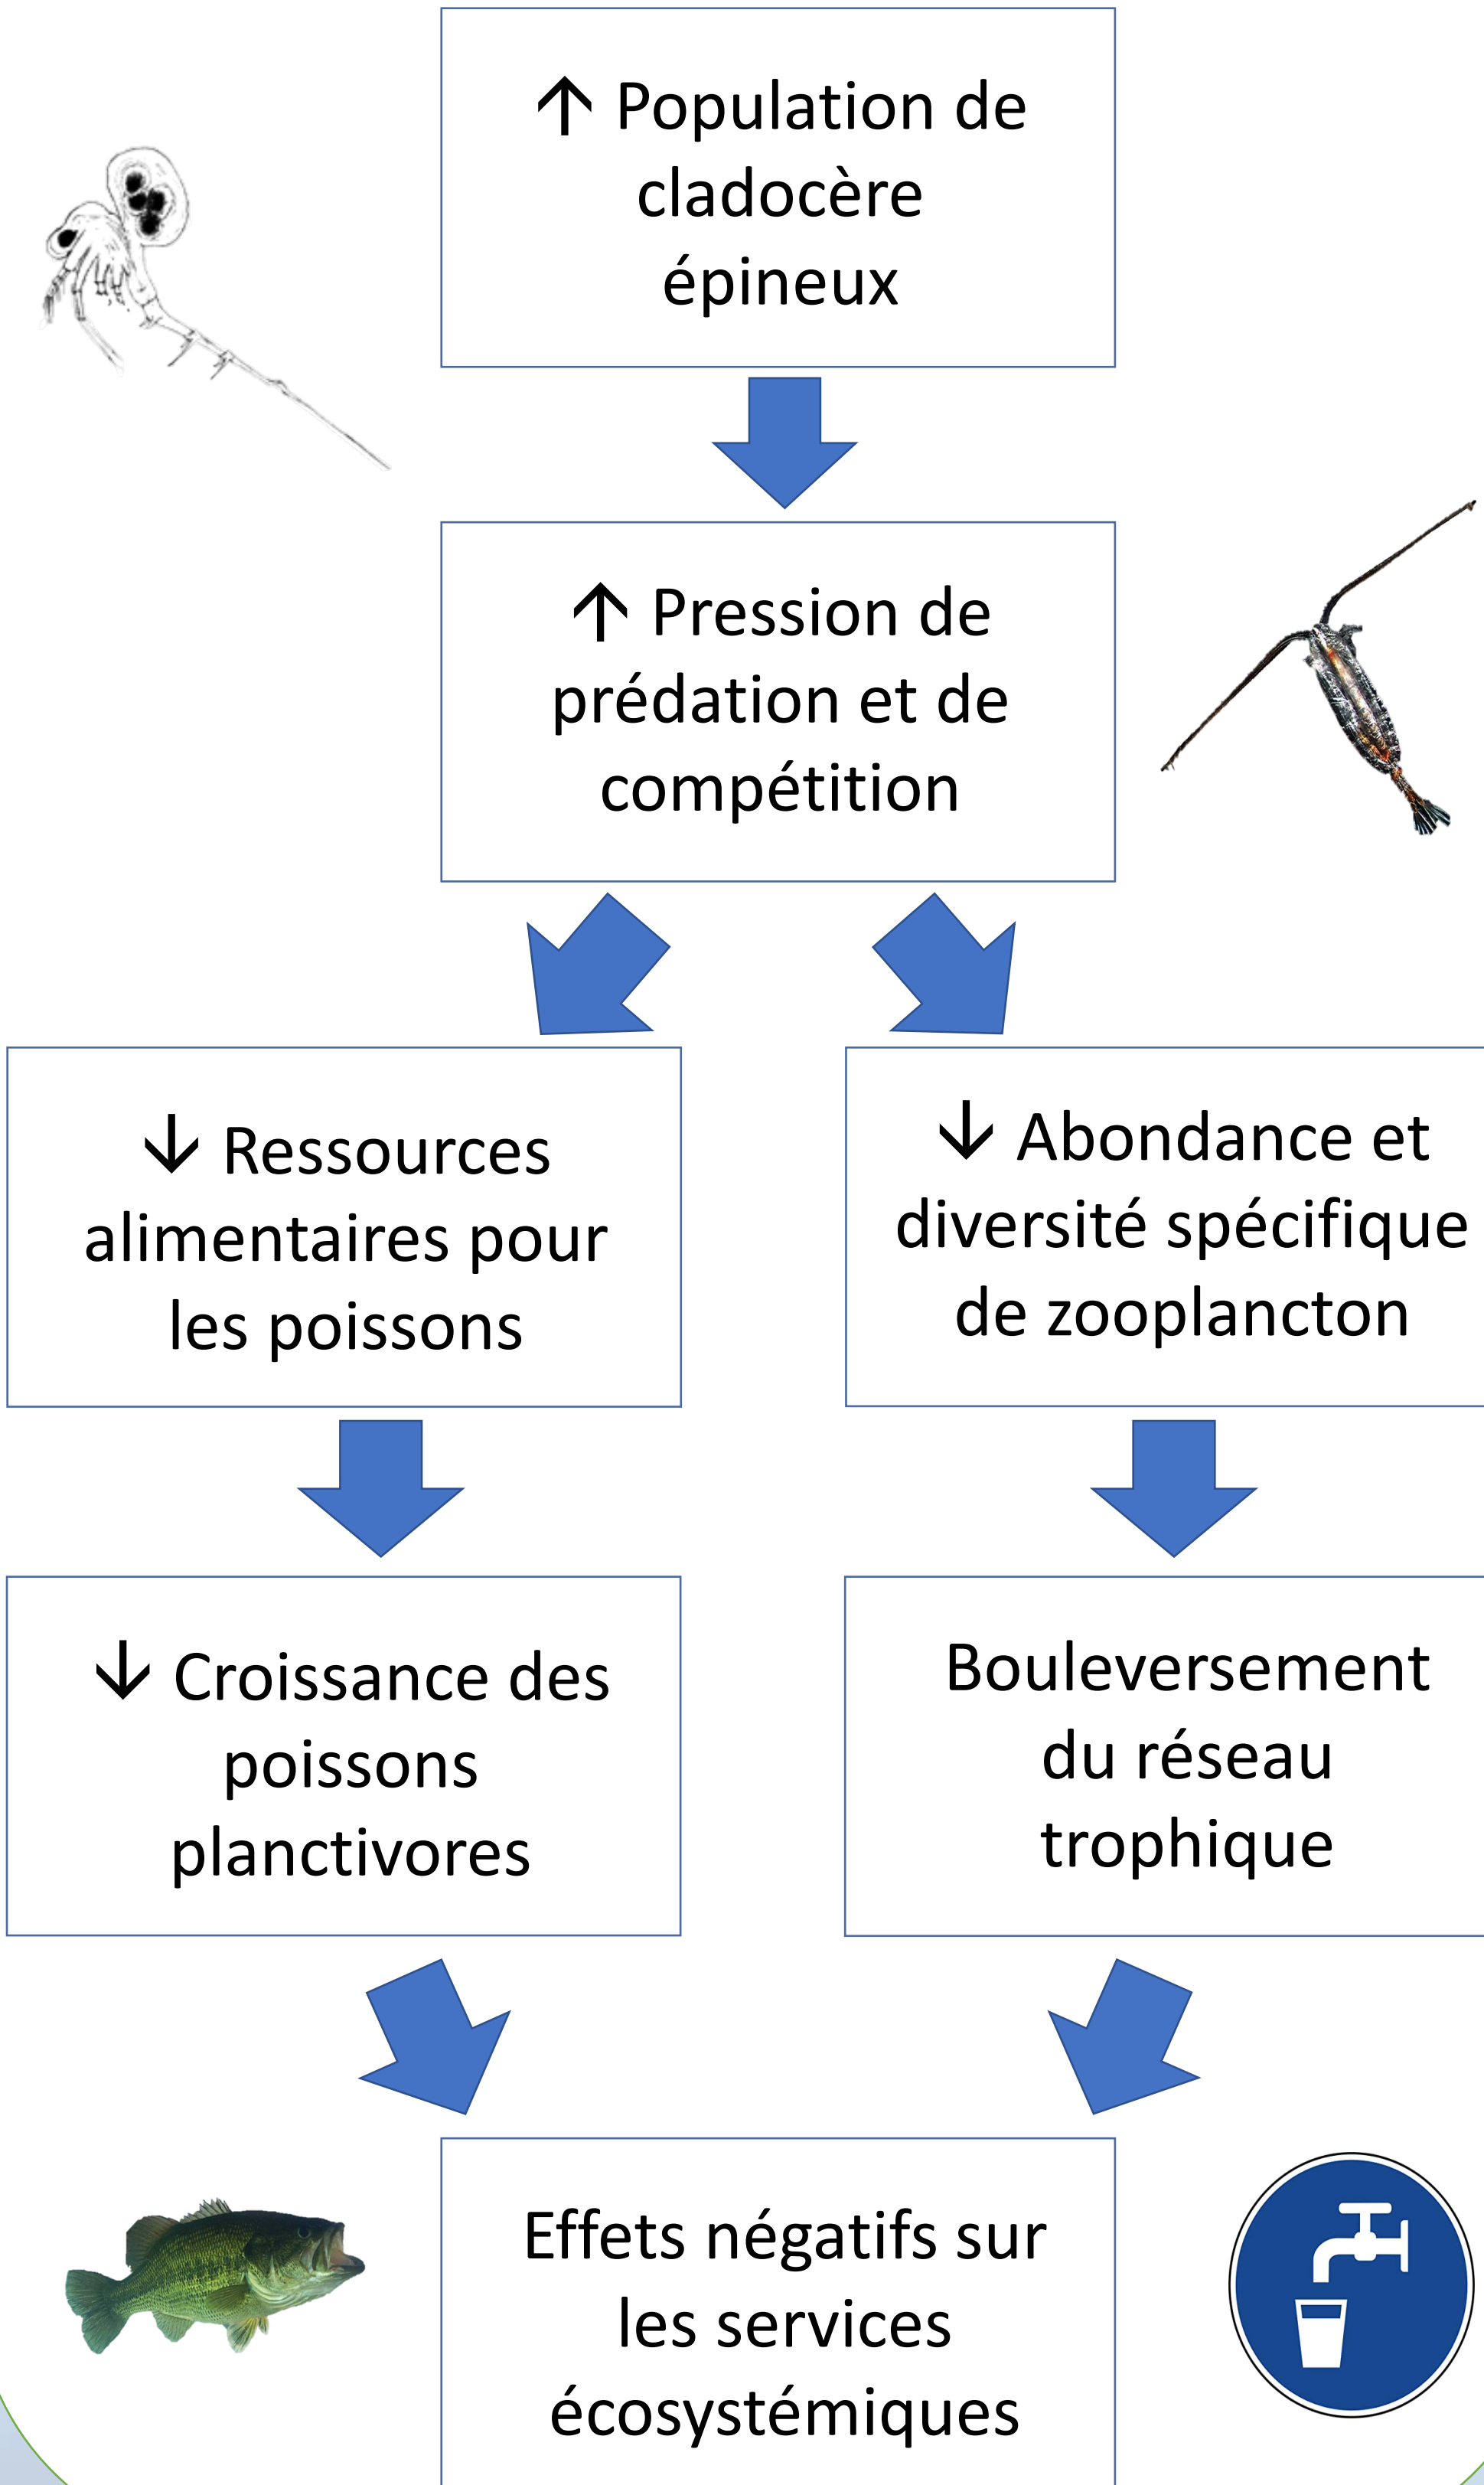 ↑ Population de
cladocère
épineux
↑ Pression de
prédation et de
compétition
↓ Ressources
alimentaires pour
les poissons
↓ Abondance et
diversité spécifique
de zooplancton
↓ Croissance des
poissons
planctivores
Bouleversement
du réseau
trophique
Effets négatifs sur
les services
écosystémiques